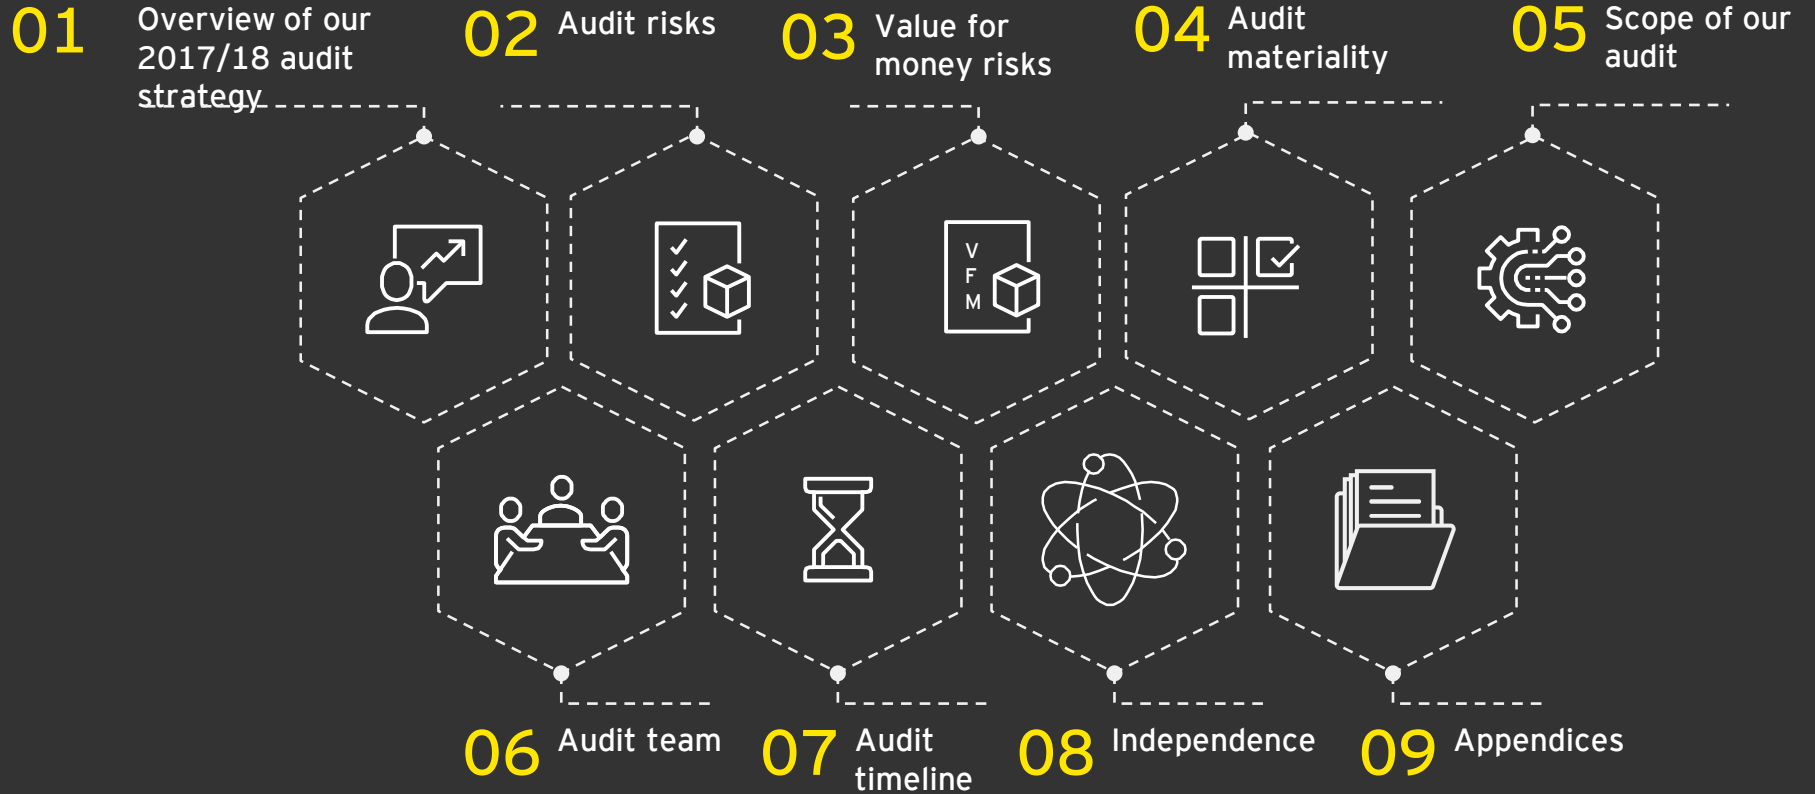 01 Overview of our
2017/18 audit
strategy
02 Audit risks
03 Value for
money risks
04 Audit
materiality
05 Scope of our
audit
V
F
M
06 Audit team
07 Audit
timeline
08 Independence
09 Appendices